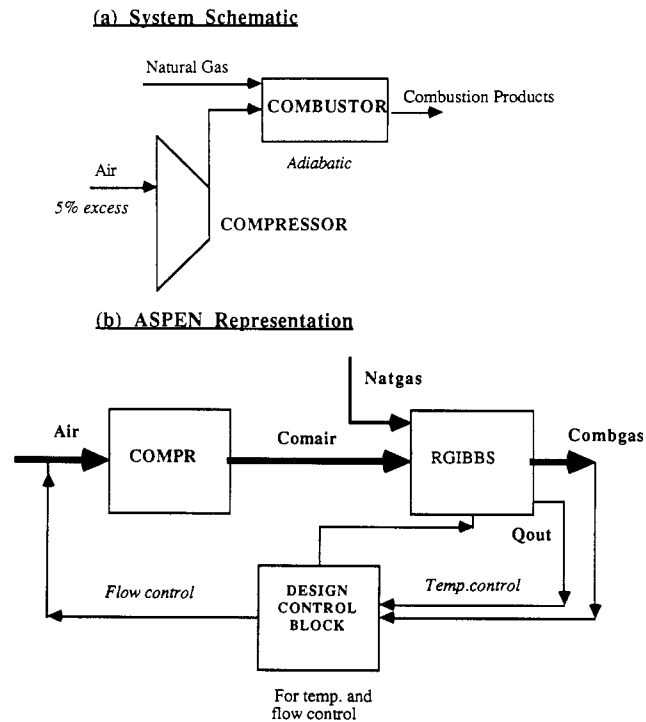 (a) System Schematic
Natural Gas
COMBUSTOR
Combustion Products
Adiabatic
Air
5% excess
COMPRESSOR
(b) ASPEN Representation
Natgas
Air
COMPR
Comair
RGIBBS
Combgas
Qout
Flow control
DESIGN
CONTROL
BLOCK
Temp.control
For temp. and
flow control